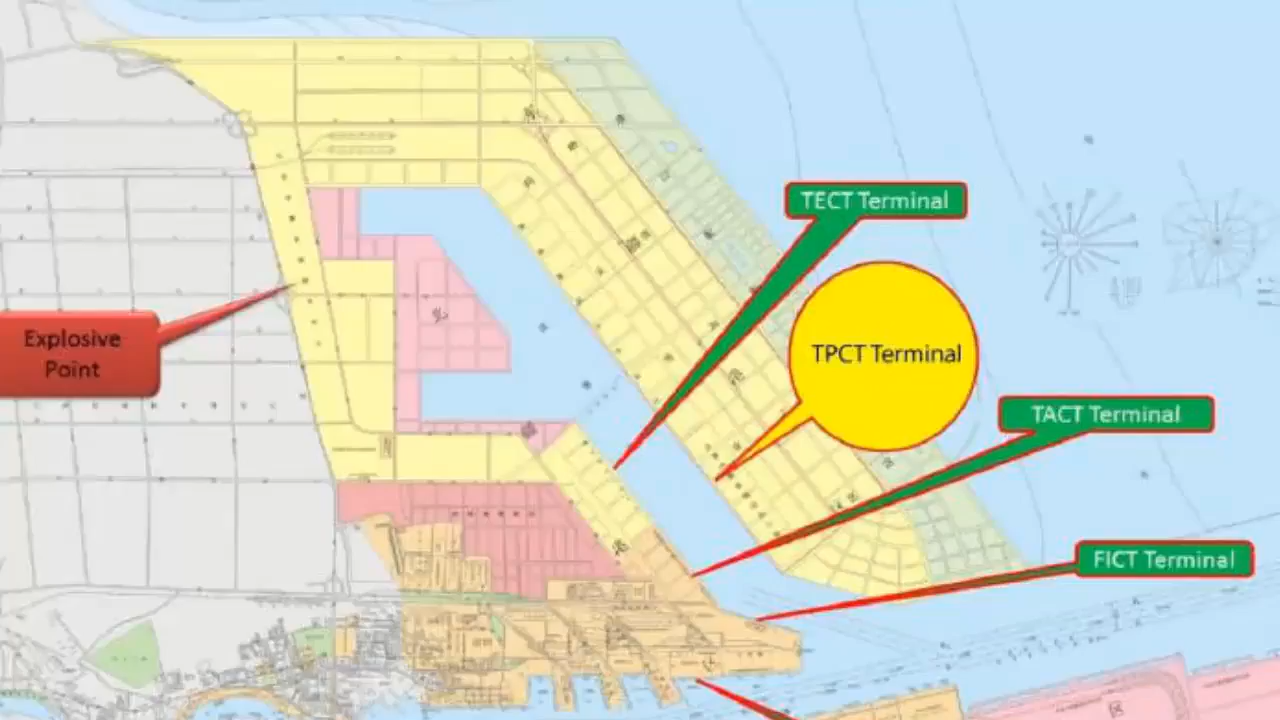 TECT Terminal
Explosive
Point
TPCT Terminal
TACT Terminal
FICT Terminal